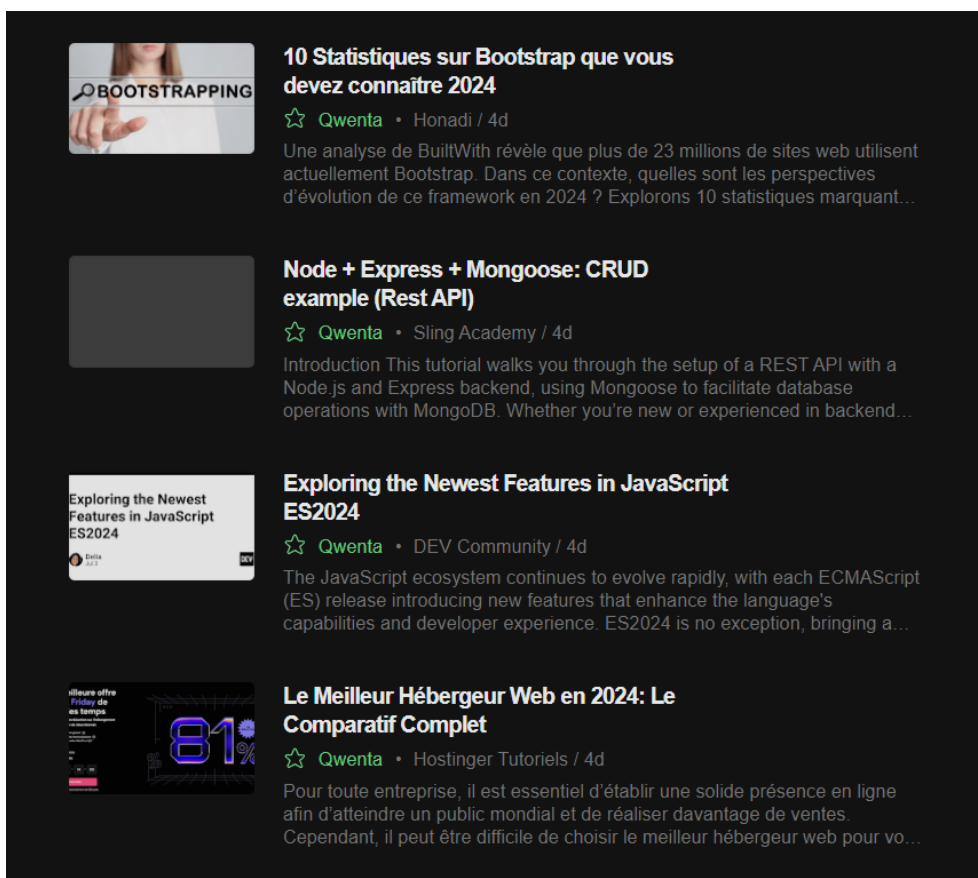 BOOTSTRAPPING
10 Statistiques sur Bootstrap que vous
devez connaître 2024
Qwenta • Honadi / 4d
Une analyse de BuiltWith révèle que plus de 23 millions de sites web utilisent
actuellement Bootstrap. Dans ce contexte, quelles sont les perspectives
d’évolution de ce framework en 2024 ? Explorons 10 statistiques marquant…
Node + Express + Mongoose: CRUD
example (Rest API)
Qwenta • Sling Academy / 4d
Introduction This tutorial walks you through the setup of a REST API with a
Node.js and Express backend, using Mongoose to facilitate database
operations with MongoDB. Whether you’re new or experienced in backend…
Exploring the Newest
Features in JavaScript
ES2024
Della
Jul 3
DEV
Exploring the Newest Features in JavaScript
ES2024
Qwenta • DEV Community / 4d
The JavaScript ecosystem continues to evolve rapidly, with each ECMAScript
(ES) release introducing new features that enhance the language's
capabilities and developer experience. ES2024 is no exception, bringing a…
eilleure offre
Friday de
es temps
81%
Le Meilleur Hébergeur Web en 2024: Le
Comparatif Complet
Qwenta • Hostinger Tutoriels / 4d
Pour toute entreprise, il est essentiel d’établir une solide présence en ligne
afin d’atteindre un public mondial et de réaliser davantage de ventes.
Cependant, il peut être difficile de choisir le meilleur hébergeur web pour vo…